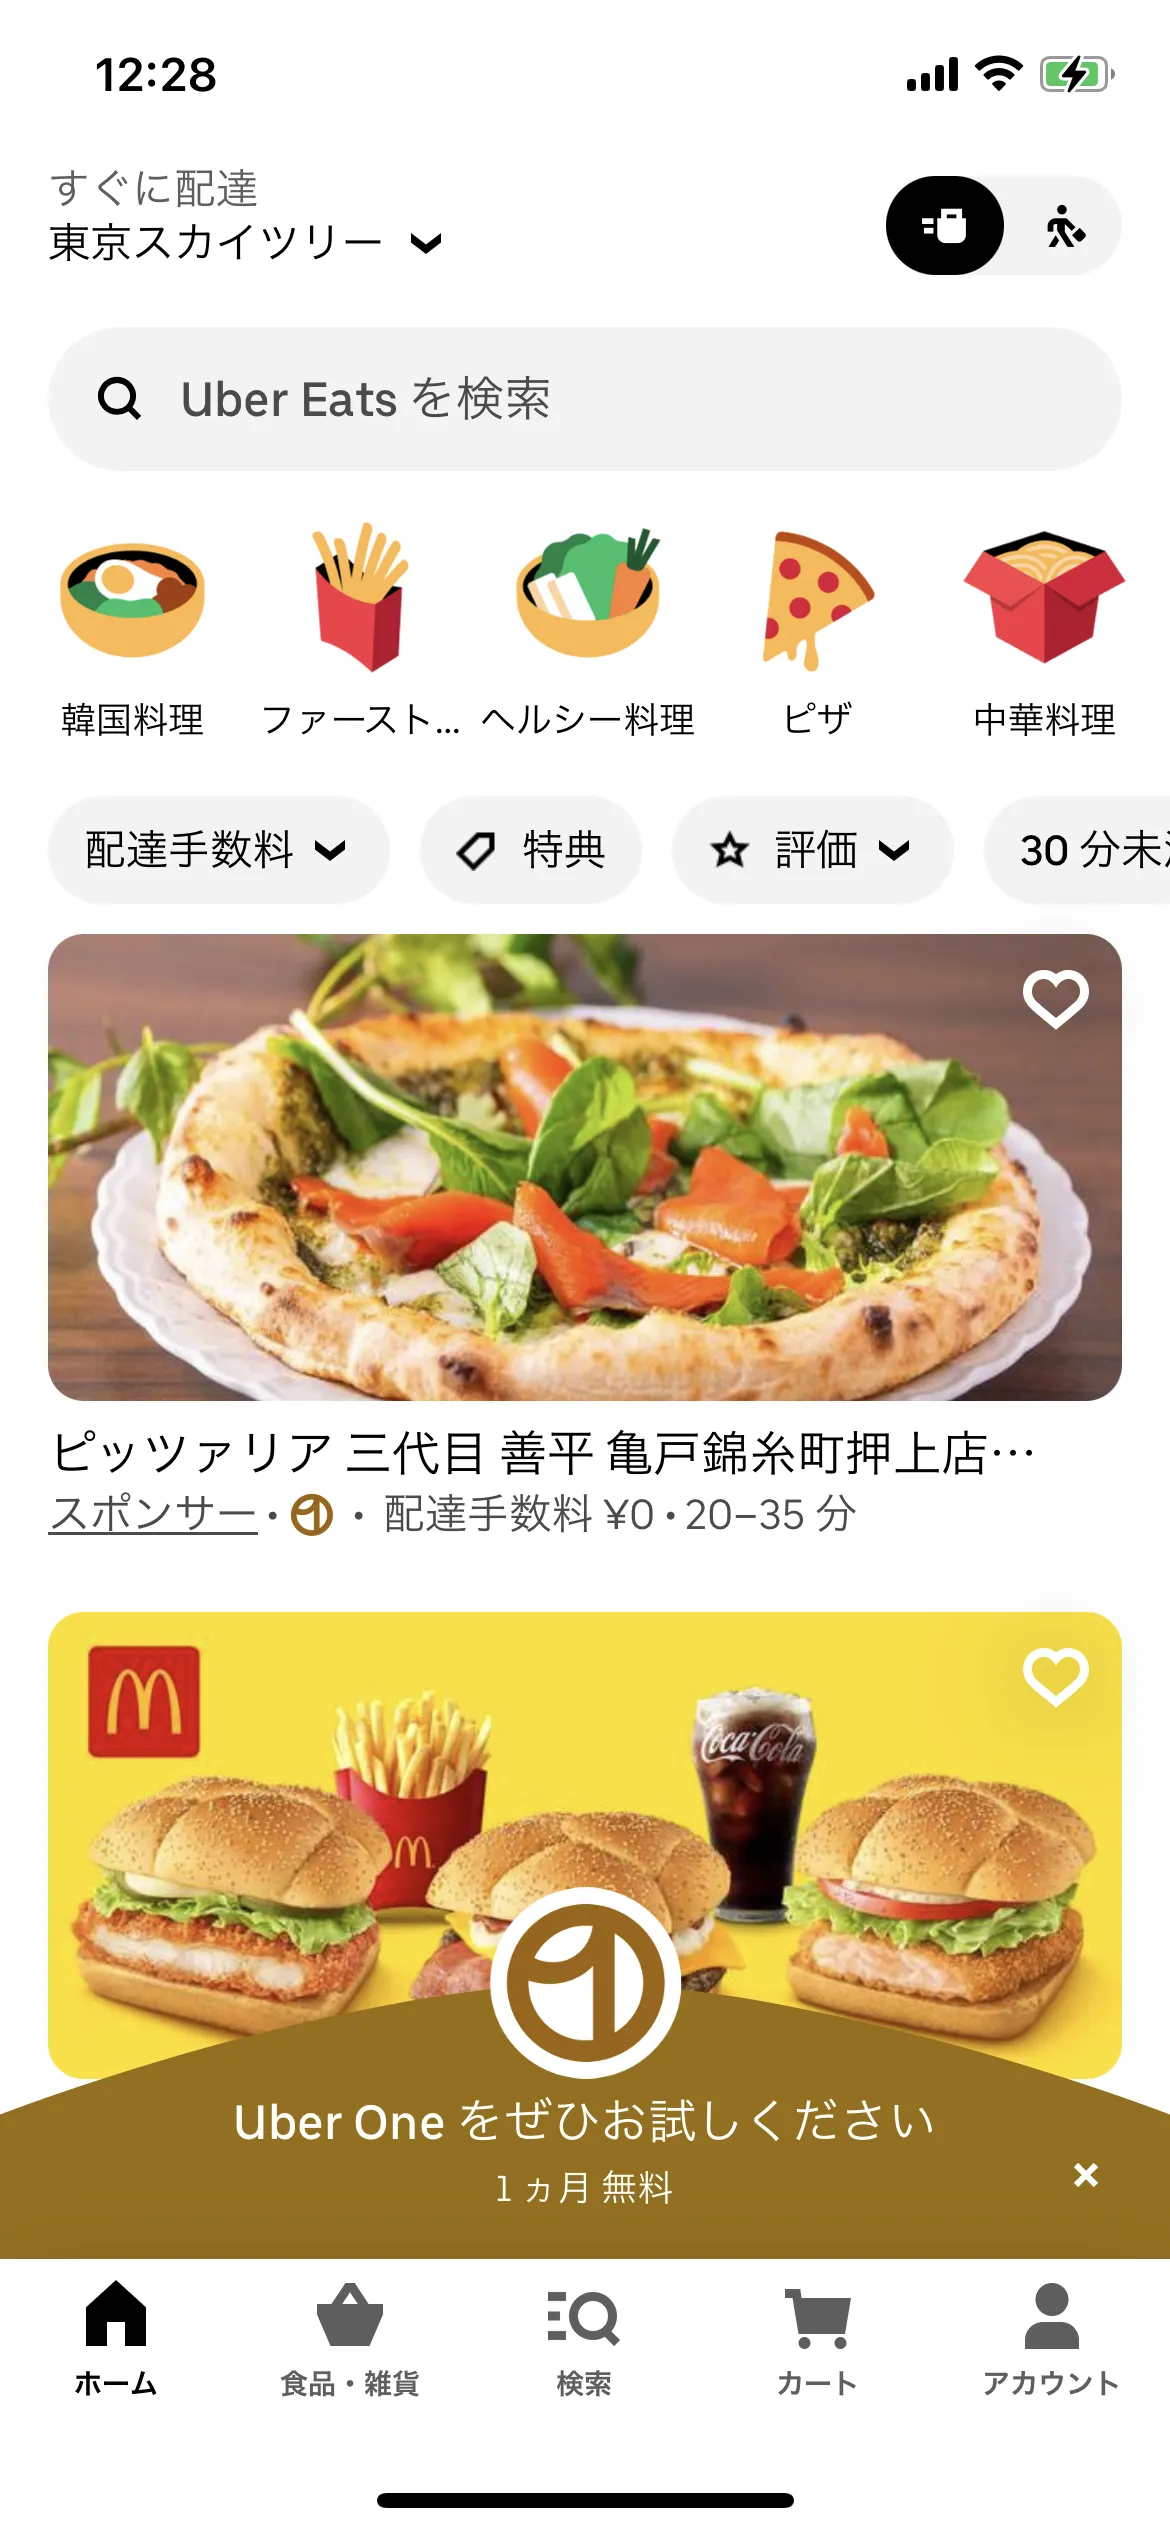 12:28
すぐに配達
東京スカイツリー
Uber Eats を検索
韓国料理
ファースト...
ヘルシー料理
ピザ
中華料理
配達手数料
特典
評価
30 分未
ピッツァリア 三代目 善平 亀戸錦糸町押上店…
スポンサー • • 配達手数料 ¥0 • 20–35 分
Coca-Cola
Uber One をぜひお試しください
1 ヵ月 無料
ホーム
食品・雑貨
検索
カート
アカウント